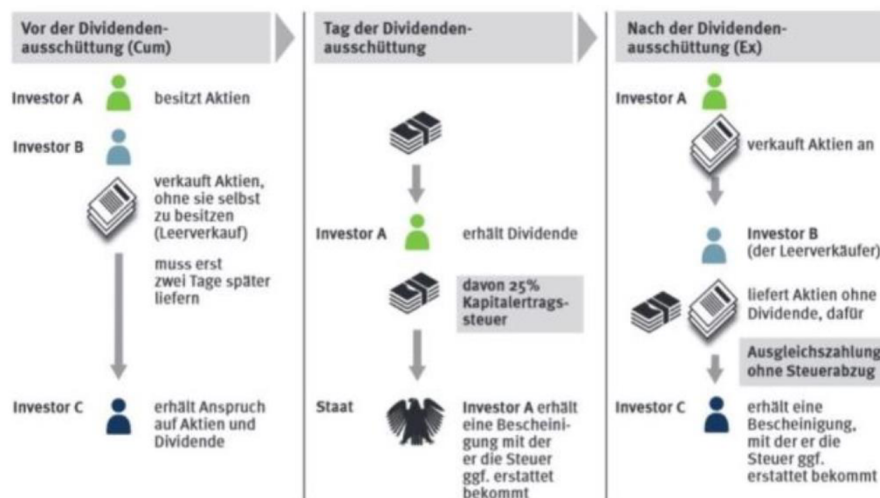 Vor der Dividenden-
ausschüttung (Cum)
Investor A
besitzt Aktien
Investor B
verkauft Aktien,
ohne sie selbst
zu besitzen
(Leerverkauf)
muss erst
zwei Tage später
liefern
Investor C
erhält Anspruch
auf Aktien und
Dividende
Tag der Dividenden-
ausschüttung
Investor A
erhält Dividende
davon 25%
Kapitalertrags-
steuer
Staat
Investor A erhält
eine Bescheini-
gung mit der
er die Steuer
ggf. erstattet
bekommt
Nach der Dividenden-
ausschüttung (Ex)
Investor A
verkauft Aktien an
Investor B
(der Leerverkäufer)
liefert Aktien ohne
Dividende, dafür
Ausgleichszahlung
ohne Steuerabzug
Investor C
erhält eine
Bescheinigung,
mit der er die
Steuer ggf.
erstattet bekommt